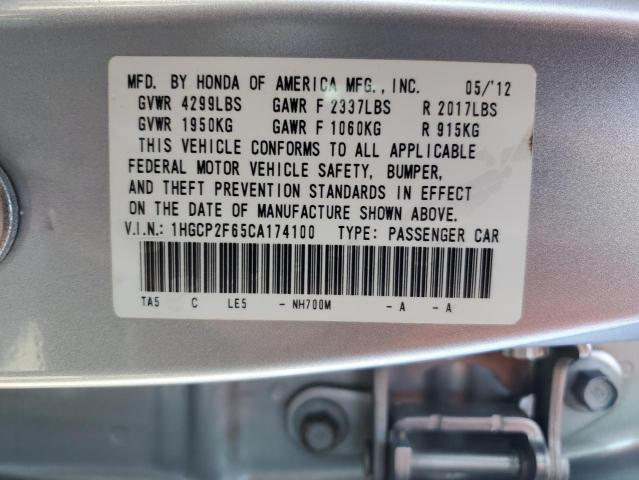 MFD. BY HONDA OF AMERICA MFG., INC. 05/'12
GVWR 4299LBS GAWR F 2337LBS R 2017LBS
GVWR 1950KG GAWR F 1060KG R 915KG
THIS VEHICLE CONFORMS TO ALL APPLICABLE
FEDERAL MOTOR VEHICLE SAFETY, BUMPER,
AND THEFT PREVENTION STANDARDS IN EFFECT
ON THE DATE OF MANUFACTURE SHOWN ABOVE.
V.I.N.: 1HGCP2F65CA174100 TYPE: PASSENGER CAR
TA5 C LE5 - NH700M - A - A